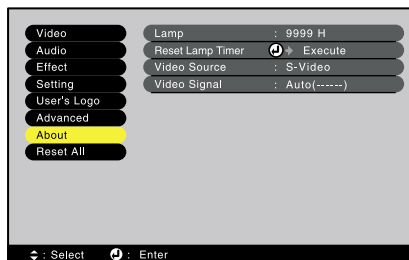 Video
Audio
Effect
Setting
User's Logo
Advanced
About
Reset All
Lamp : 9999 H
Reset Lamp Timer Execute
Video Source : S-Video
Video Signal : Auto(------)
: Select : Enter